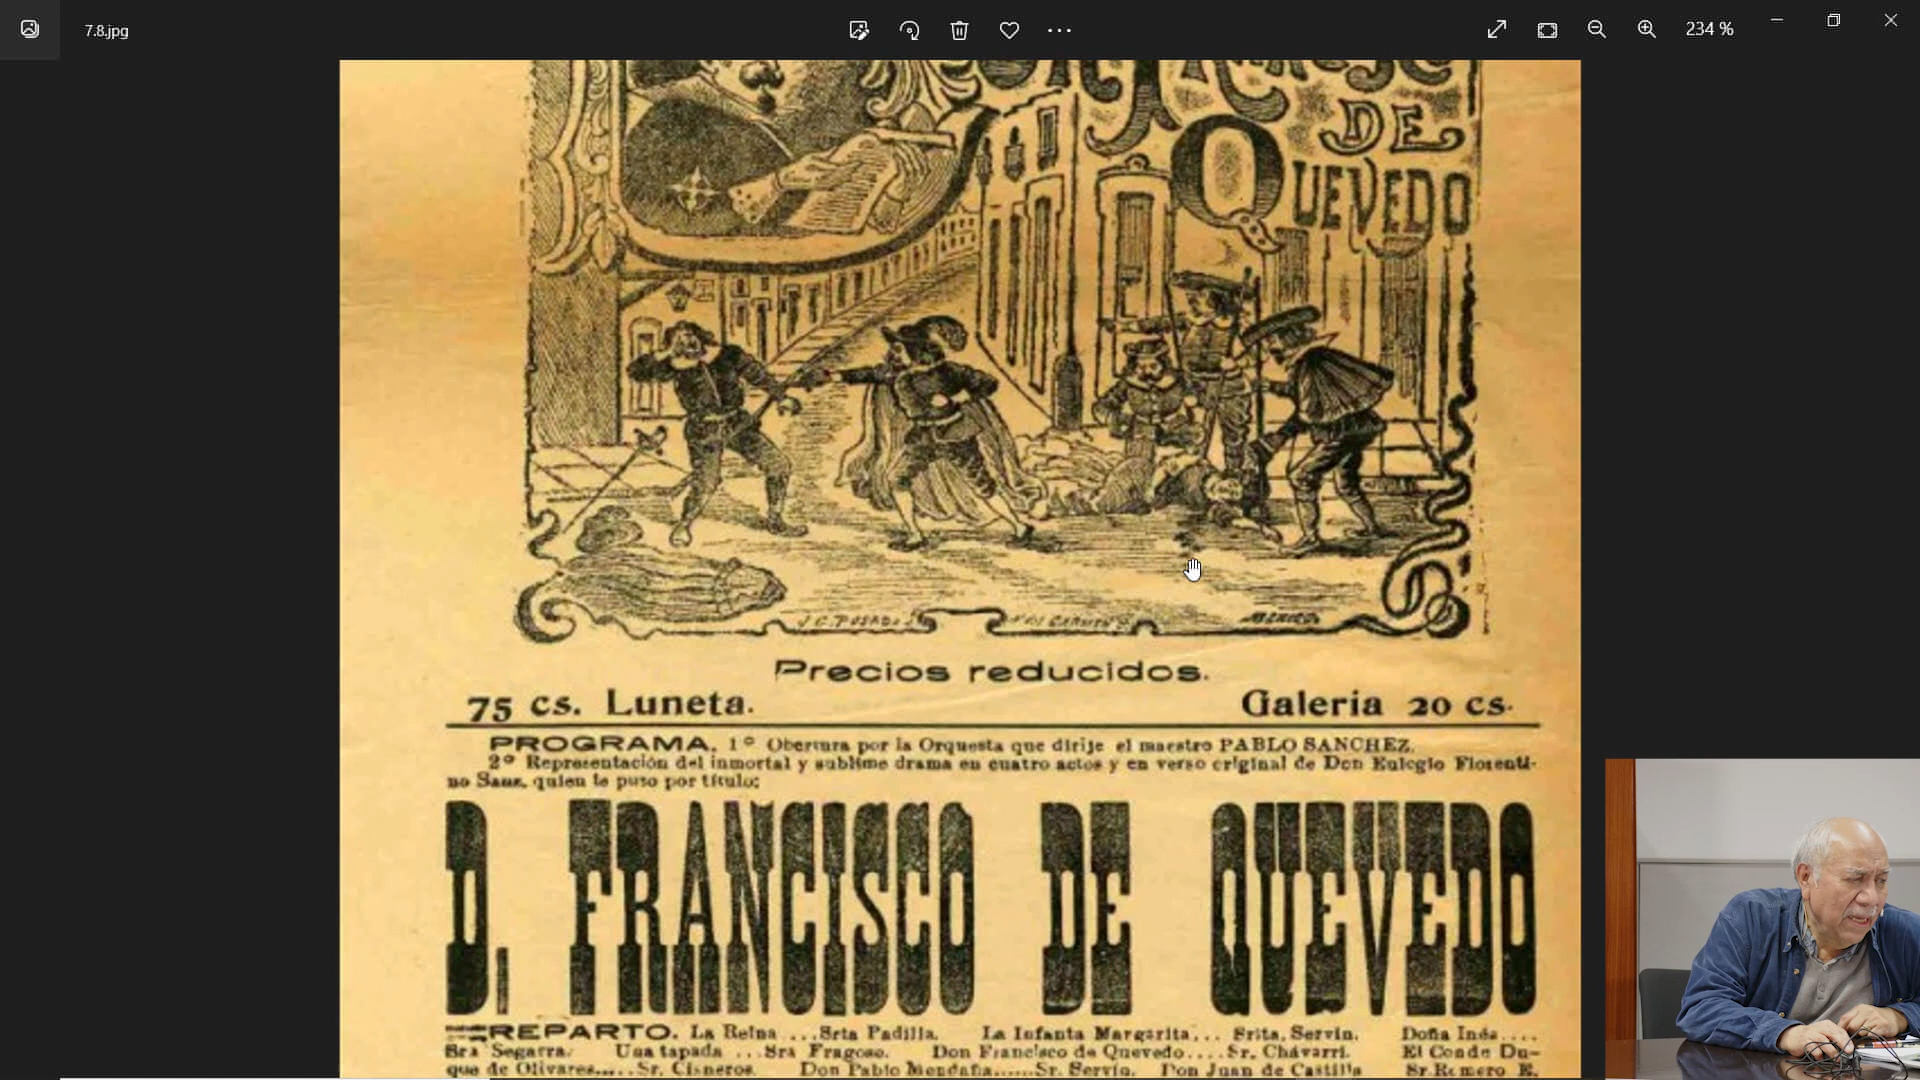 7.8.jpg
234 %
DE
QUEVEDO
J. G. POSADA
MEXICO
Precios reducidos.
75 cs. Luneta.
Galeria 20 cs.
PROGRAMA. 1º Obertura por la Orquesta que dirije el maestro PABLO SANCHEZ.
2º Representación del inmortal y sublime drama en cuatro actos y en verso original de Don Eulogio Florenti-
no Sanz, quien le puso por título:
D. FRANCISCO DE QUEVEDO
REPARTO. La Reina ...Srta Padilla. La Infanta Margarita... Srita. Servin. Doña Inés....
Sra Segarra. Una tapada ...Sra Fragoso. Don Francisco de Quevedo....Sr. Chávarri. El Conde Du-
que de Olivares.....Sr. Cisneros. Don Pablo Mendaña......Sr. Servin. Don Juan de Castilla Sr. Romero E.